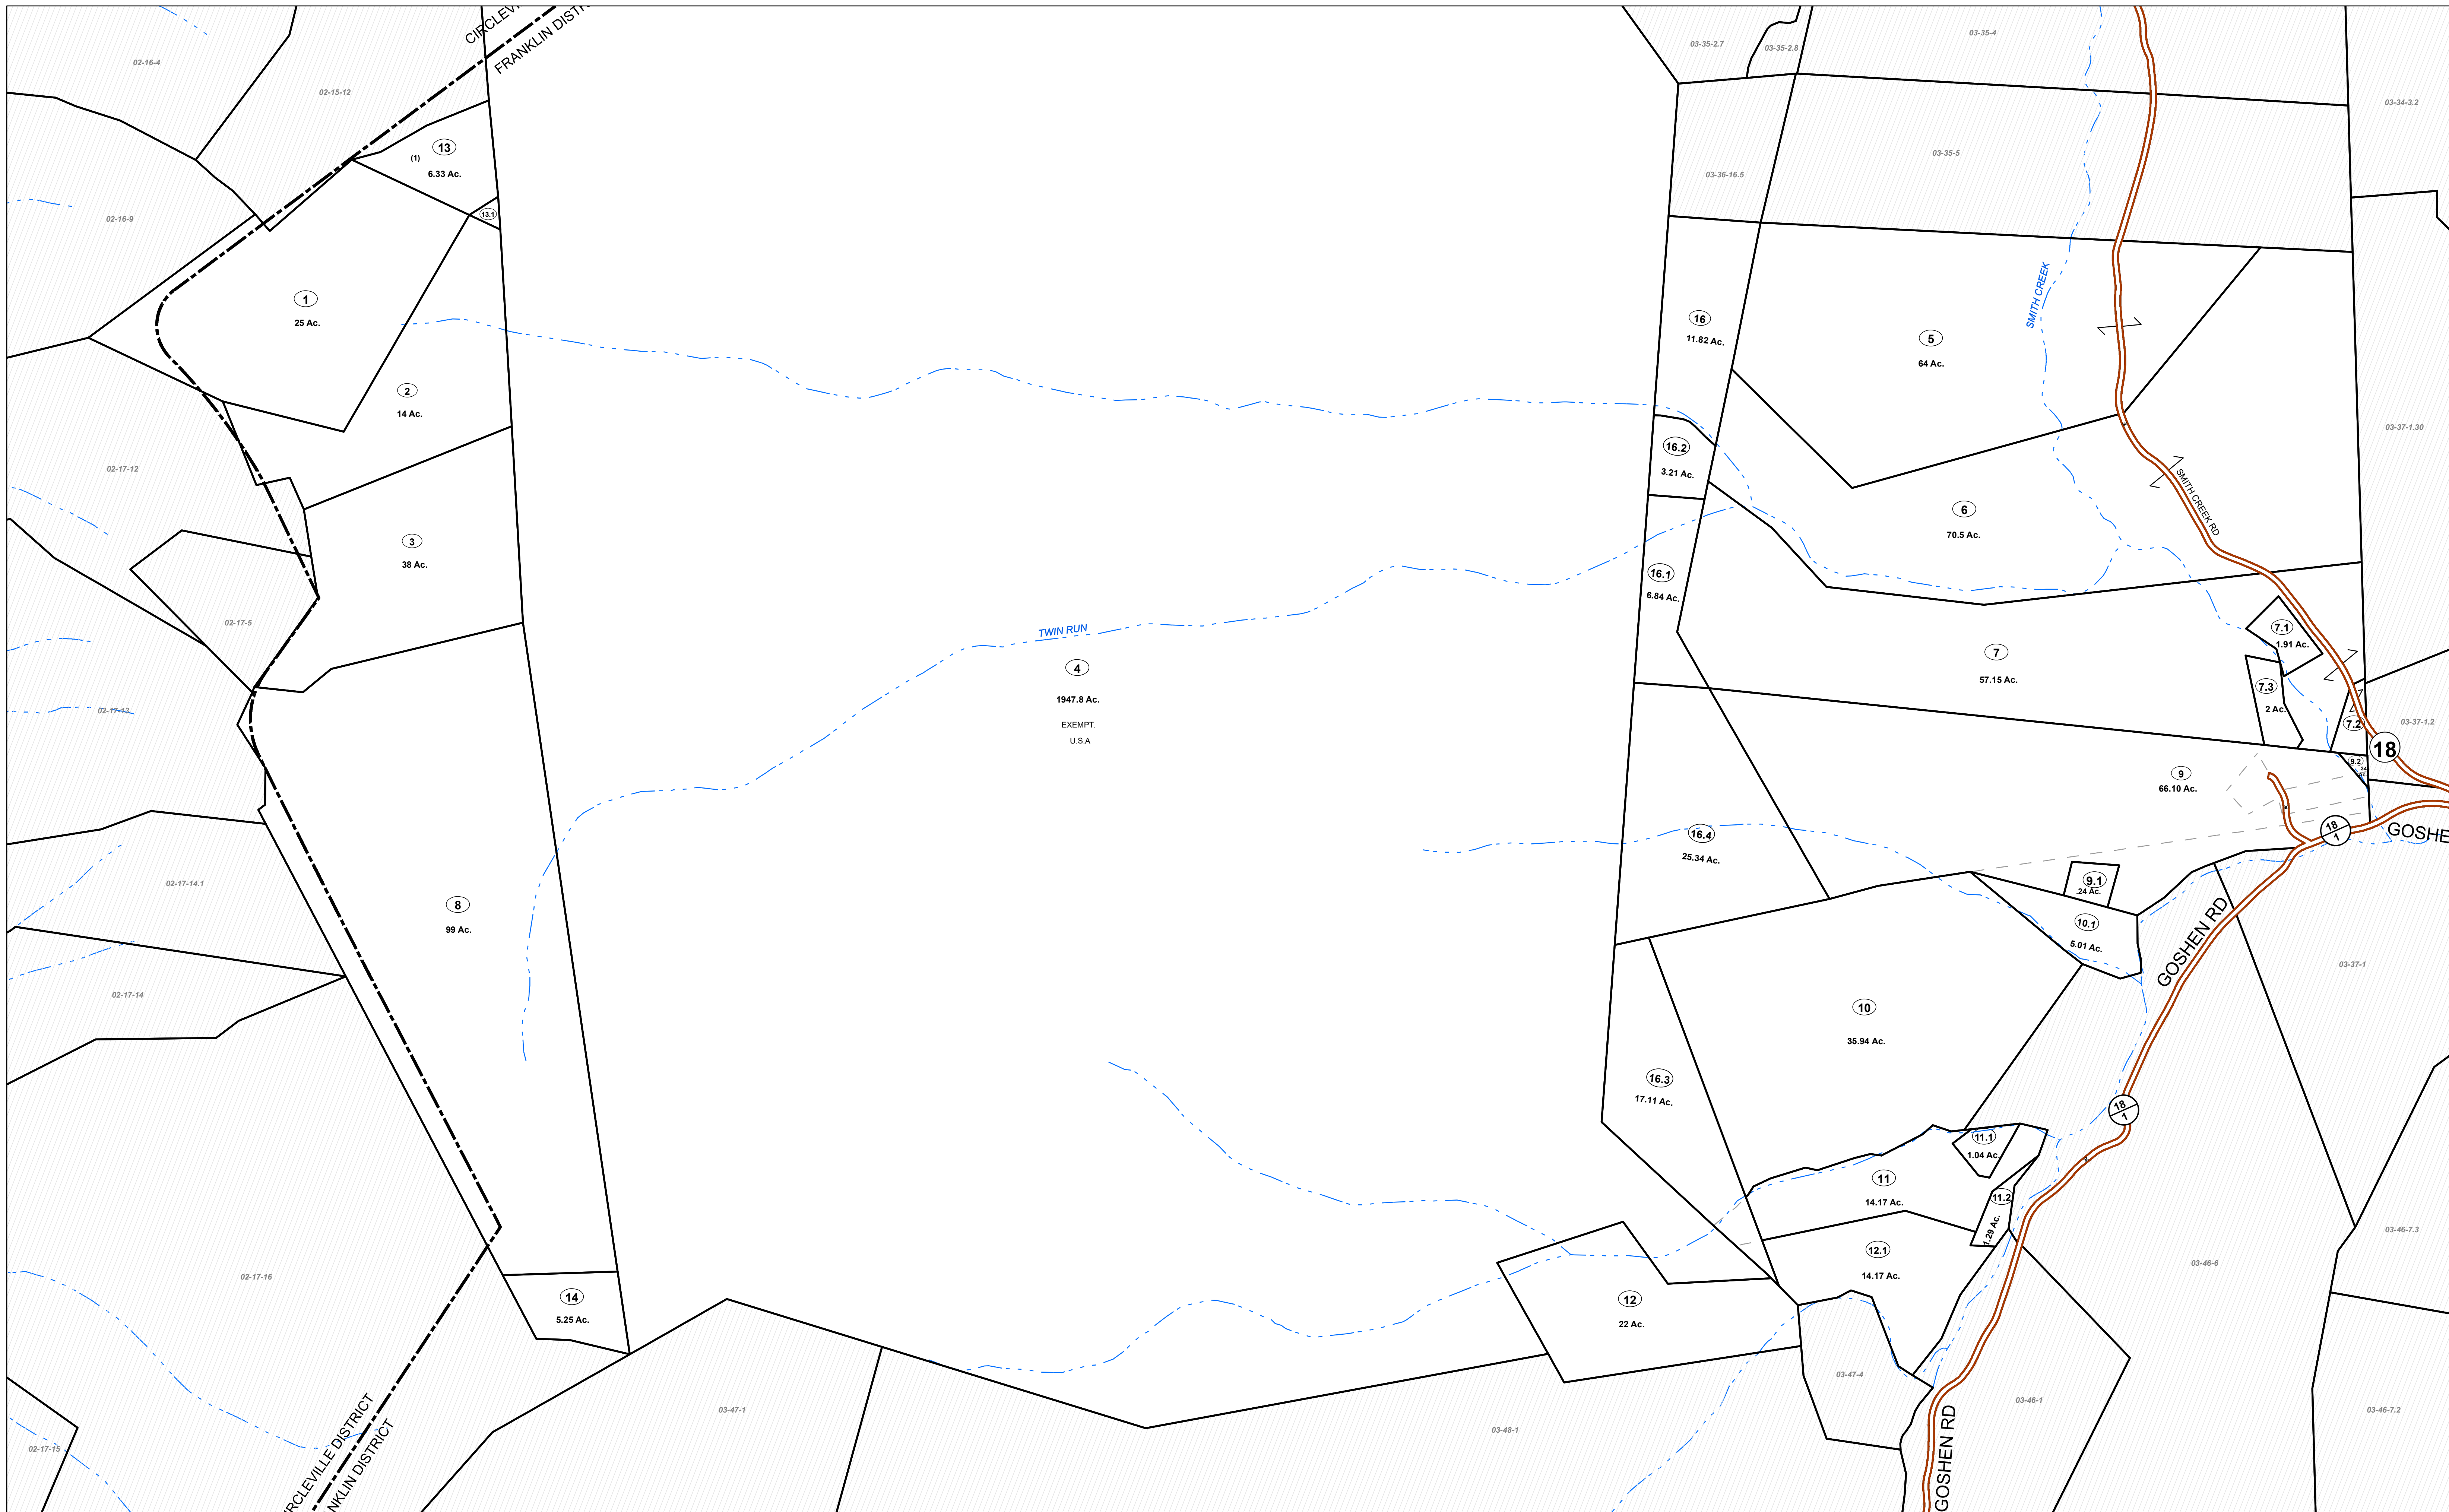 CIRCLEVI
FRANKLIN DISTR
02-16-4
02-15-12
02-16-9
13
(1)
6.33 Ac.
13.1
1
25 Ac.
2
14 Ac.
02-17-12
3
38 Ac.
02-17-5
02-17-13
8
99 Ac.
02-17-14.1
02-17-14
02-17-16
14
5.25 Ac.
02-17-15
CIRCLEVILLE DISTRICT
NKLIN DISTRICT
TWIN RUN
4
1947.8 Ac.
EXEMPT.
U.S.A
03-47-1
03-48-1
03-35-2.7
03-35-2.8
03-35-4
03-34-3.2
03-36-16.5
03-35-5
SMITH CREEK
16
11.82 Ac.
5
64 Ac.
16.2
3.21 Ac.
03-37-1.30
SMITH CREEK RD
6
70.5 Ac.
16.1
6.84 Ac.
7
57.15 Ac.
7.1
1.91 Ac.
7.3
2 Ac.
7.2
03-37-1.2
18
9
66.10 Ac.
9.2
Ac.
16.4
25.34 Ac.
18
1
GOSHE
9.1
.24 Ac.
10.1
5.01 Ac.
GOSHEN RD
03-37-1
10
35.94 Ac.
16.3
17.11 Ac.
18
1
11.1
1.04 Ac.
11
14.17 Ac.
11.2
1.29 Ac.
12.1
14.17 Ac.
12
22 Ac.
03-46-7.3
03-46-6
03-47-4
03-46-1
03-46-7.2
GOSHEN RD